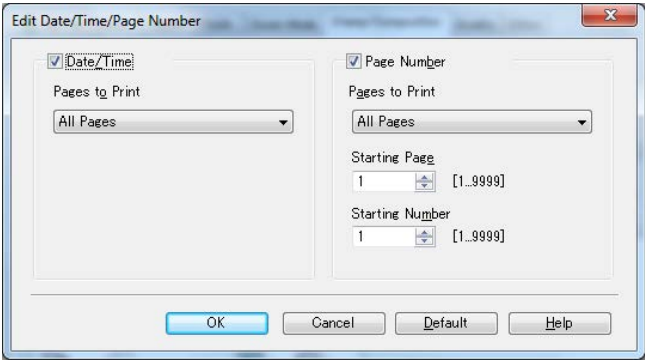 Edit Date/Time/Page Number
Date/Time
Pages to Print
All Pages
Page Number
Pages to Print
All Pages
Starting Page
1 [1...9999]
Starting Number
1 [1...9999]
OK Cancel Default Help